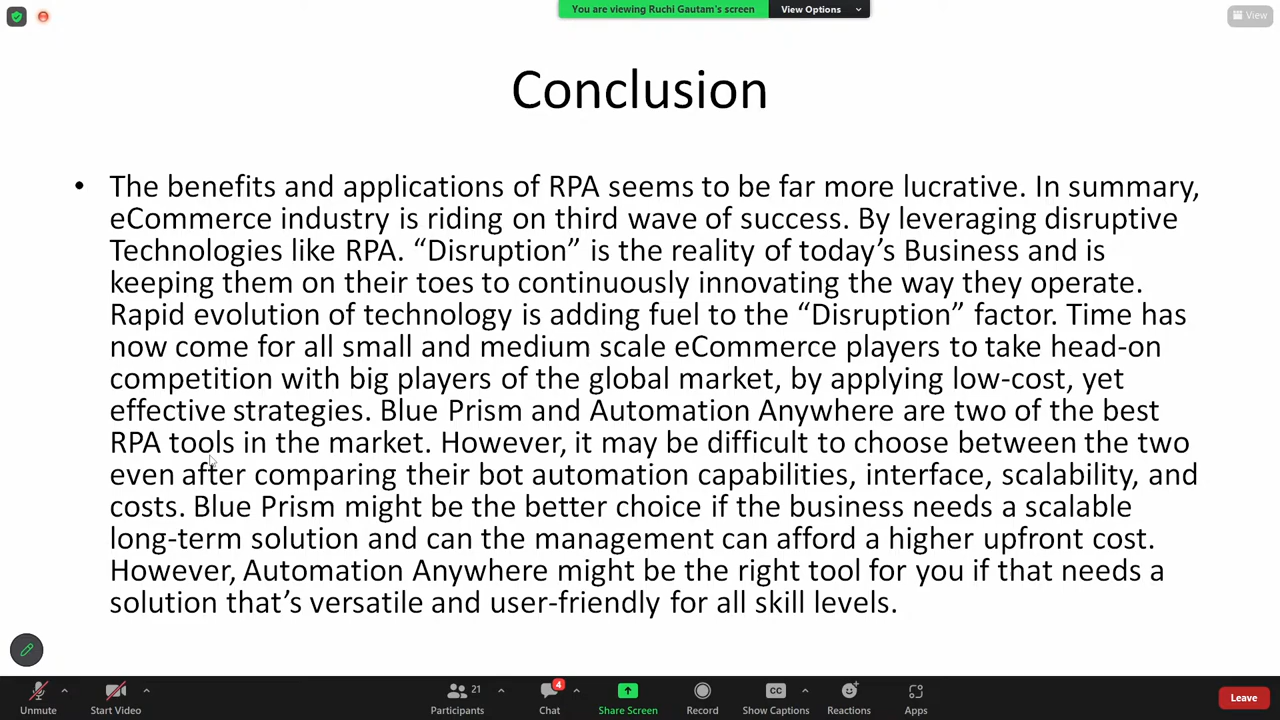 You are viewing Ruchi Gautam's screen
View Options
View
Conclusion
• The benefits and applications of RPA seems to be far more lucrative. In summary,
eCommerce industry is riding on third wave of success. By leveraging disruptive
Technologies like RPA. “Disruption” is the reality of today’s Business and is
keeping them on their toes to continuously innovating the way they operate.
Rapid evolution of technology is adding fuel to the “Disruption” factor. Time has
now come for all small and medium scale eCommerce players to take head-on
competition with big players of the global market, by applying low-cost, yet
effective strategies. Blue Prism and Automation Anywhere are two of the best
RPA tools in the market. However, it may be difficult to choose between the two
even after comparing their bot automation capabilities, interface, scalability, and
costs. Blue Prism might be the better choice if the business needs a scalable
long-term solution and can the management can afford a higher upfront cost.
However, Automation Anywhere might be the right tool for you if that needs a
solution that’s versatile and user-friendly for all skill levels.
21
4
CC
Unmute
Start Video
Participants
Chat
Share Screen
Record
Show Captions
Reactions
Apps
Leave